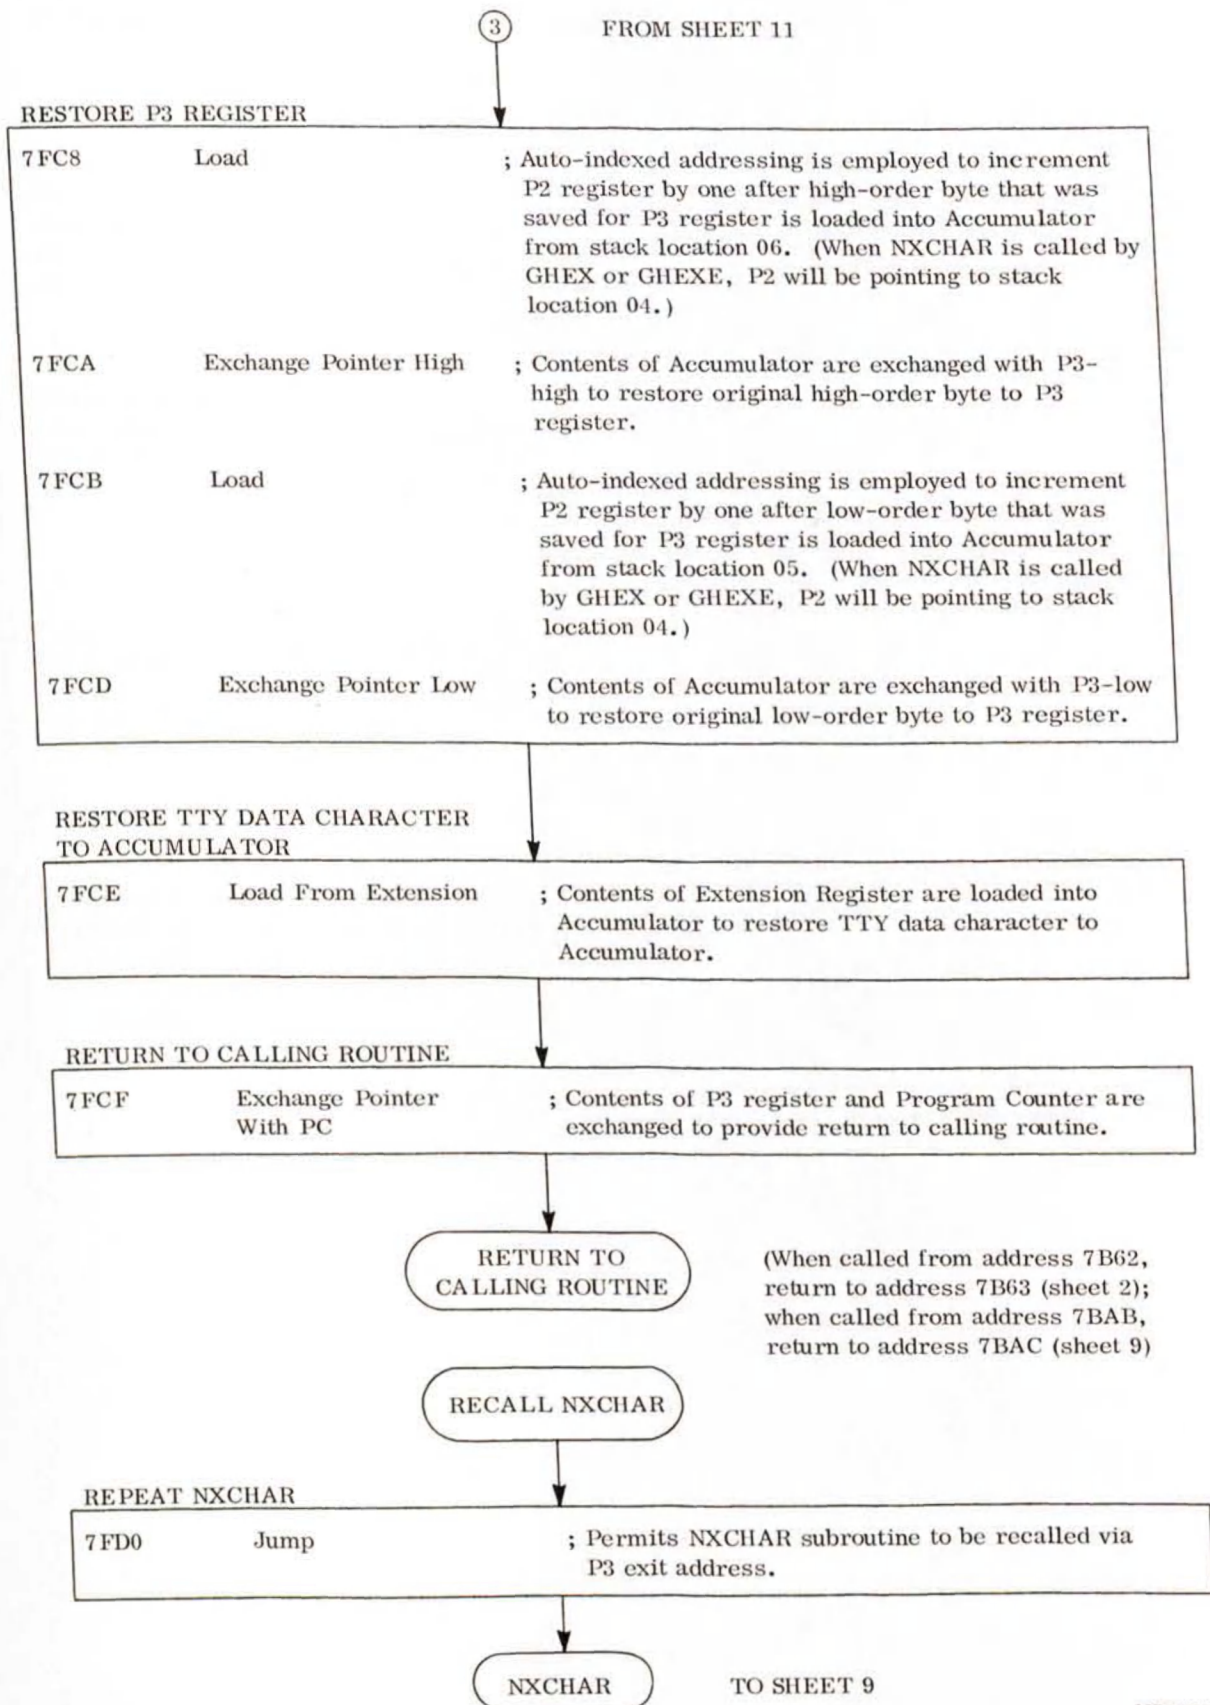 3 FROM SHEET 11
RESTORE P3 REGISTER
7FC8 Load ; Auto-indexed addressing is employed to increment
P2 register by one after high-order byte that was
saved for P3 register is loaded into Accumulator
from stack location 06. (When NXCHAR is called by
GHEX or GHEXE, P2 will be pointing to stack
location 04.)
7FCA Exchange Pointer High ; Contents of Accumulator are exchanged with P3-
high to restore original high-order byte to P3
register.
7FCB Load ; Auto-indexed addressing is employed to increment
P2 register by one after low-order byte that was
saved for P3 register is loaded into Accumulator
from stack location 05. (When NXCHAR is called
by GHEX or GHEXE, P2 will be pointing to stack
location 04.)
7FCD Exchange Pointer Low ; Contents of Accumulator are exchanged with P3-low
to restore original low-order byte to P3 register.
RESTORE TTY DATA CHARACTER
TO ACCUMULATOR
7FCE Load From Extension ; Contents of Extension Register are loaded into
Accumulator to restore TTY data character to
Accumulator.
RETURN TO CALLING ROUTINE
7FCF Exchange Pointer ; Contents of P3 register and Program Counter are
With PC exchanged to provide return to calling routine.
RETURN TO
CALLING ROUTINE
(When called from address 7B62,
return to address 7B63 (sheet 2);
when called from address 7BAB,
return to address 7BAC (sheet 9)
RECALL NXCHAR
REPEAT NXCHAR
7FD0 Jump ; Permits NXCHAR subroutine to be recalled via
P3 exit address.
NXCHAR TO SHEET 9